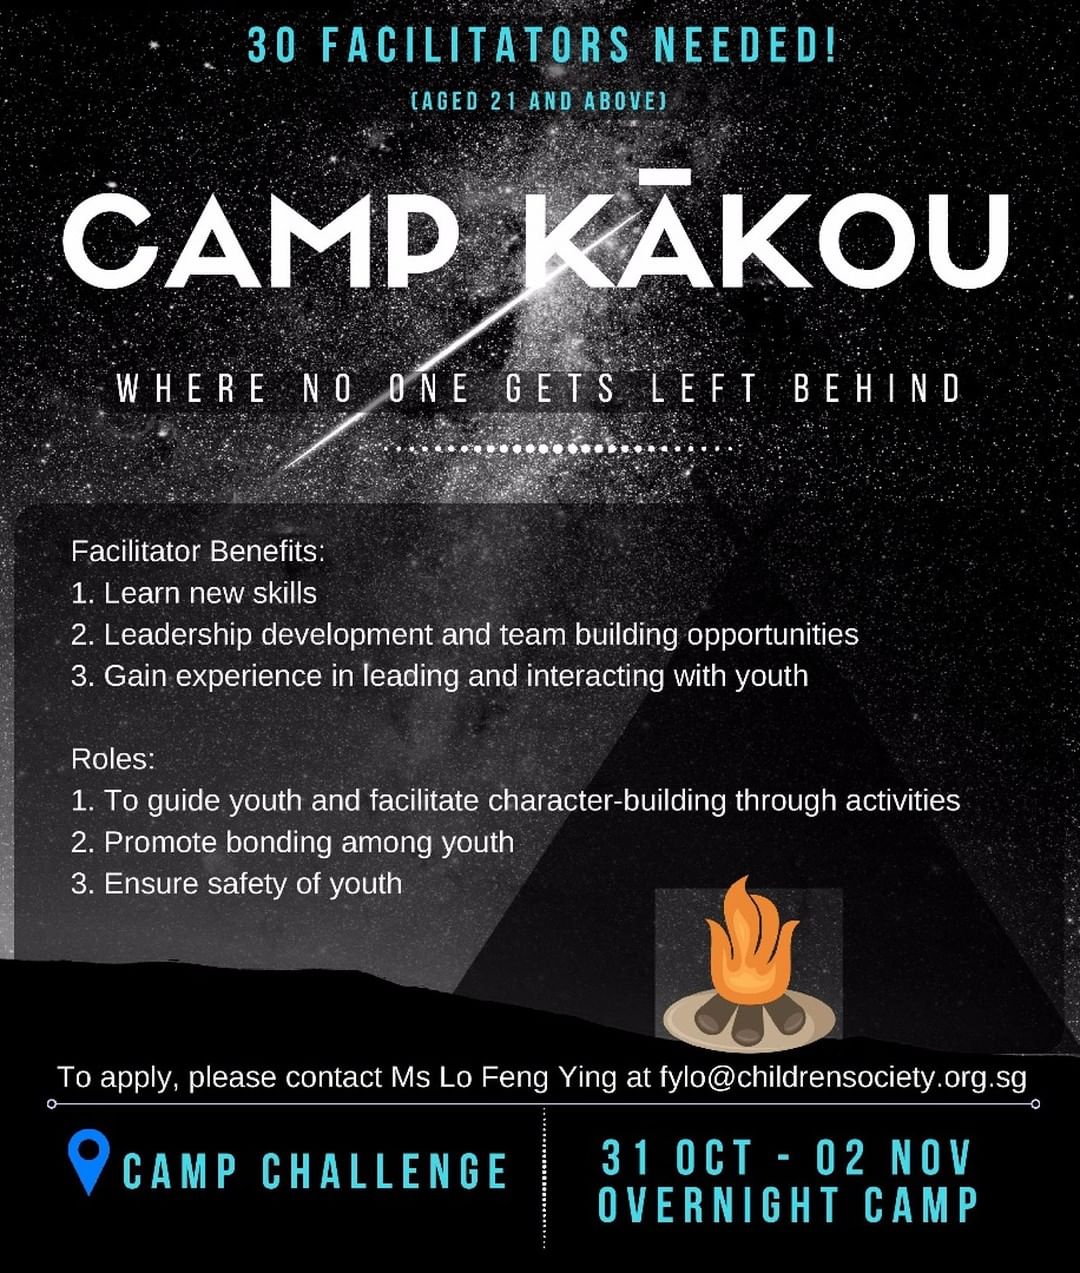 30 FACILITATORS NEEDED!
(AGED 21 AND ABOVE)
CAMP KĀKOU
WHERE NO ONE GETS LEFT BEHIND
Facilitator Benefits:
1. Learn new skills
2. Leadership development and team building opportunities
3. Gain experience in leading and interacting with youth
Roles:
1. To guide youth and facilitate character-building through activities
2. Promote bonding among youth
3. Ensure safety of youth
To apply, please contact Ms Lo Feng Ying at fylo@childrensociety.org.sg
CAMP CHALLENGE
31 OCT - 02 NOV
OVERNIGHT CAMP